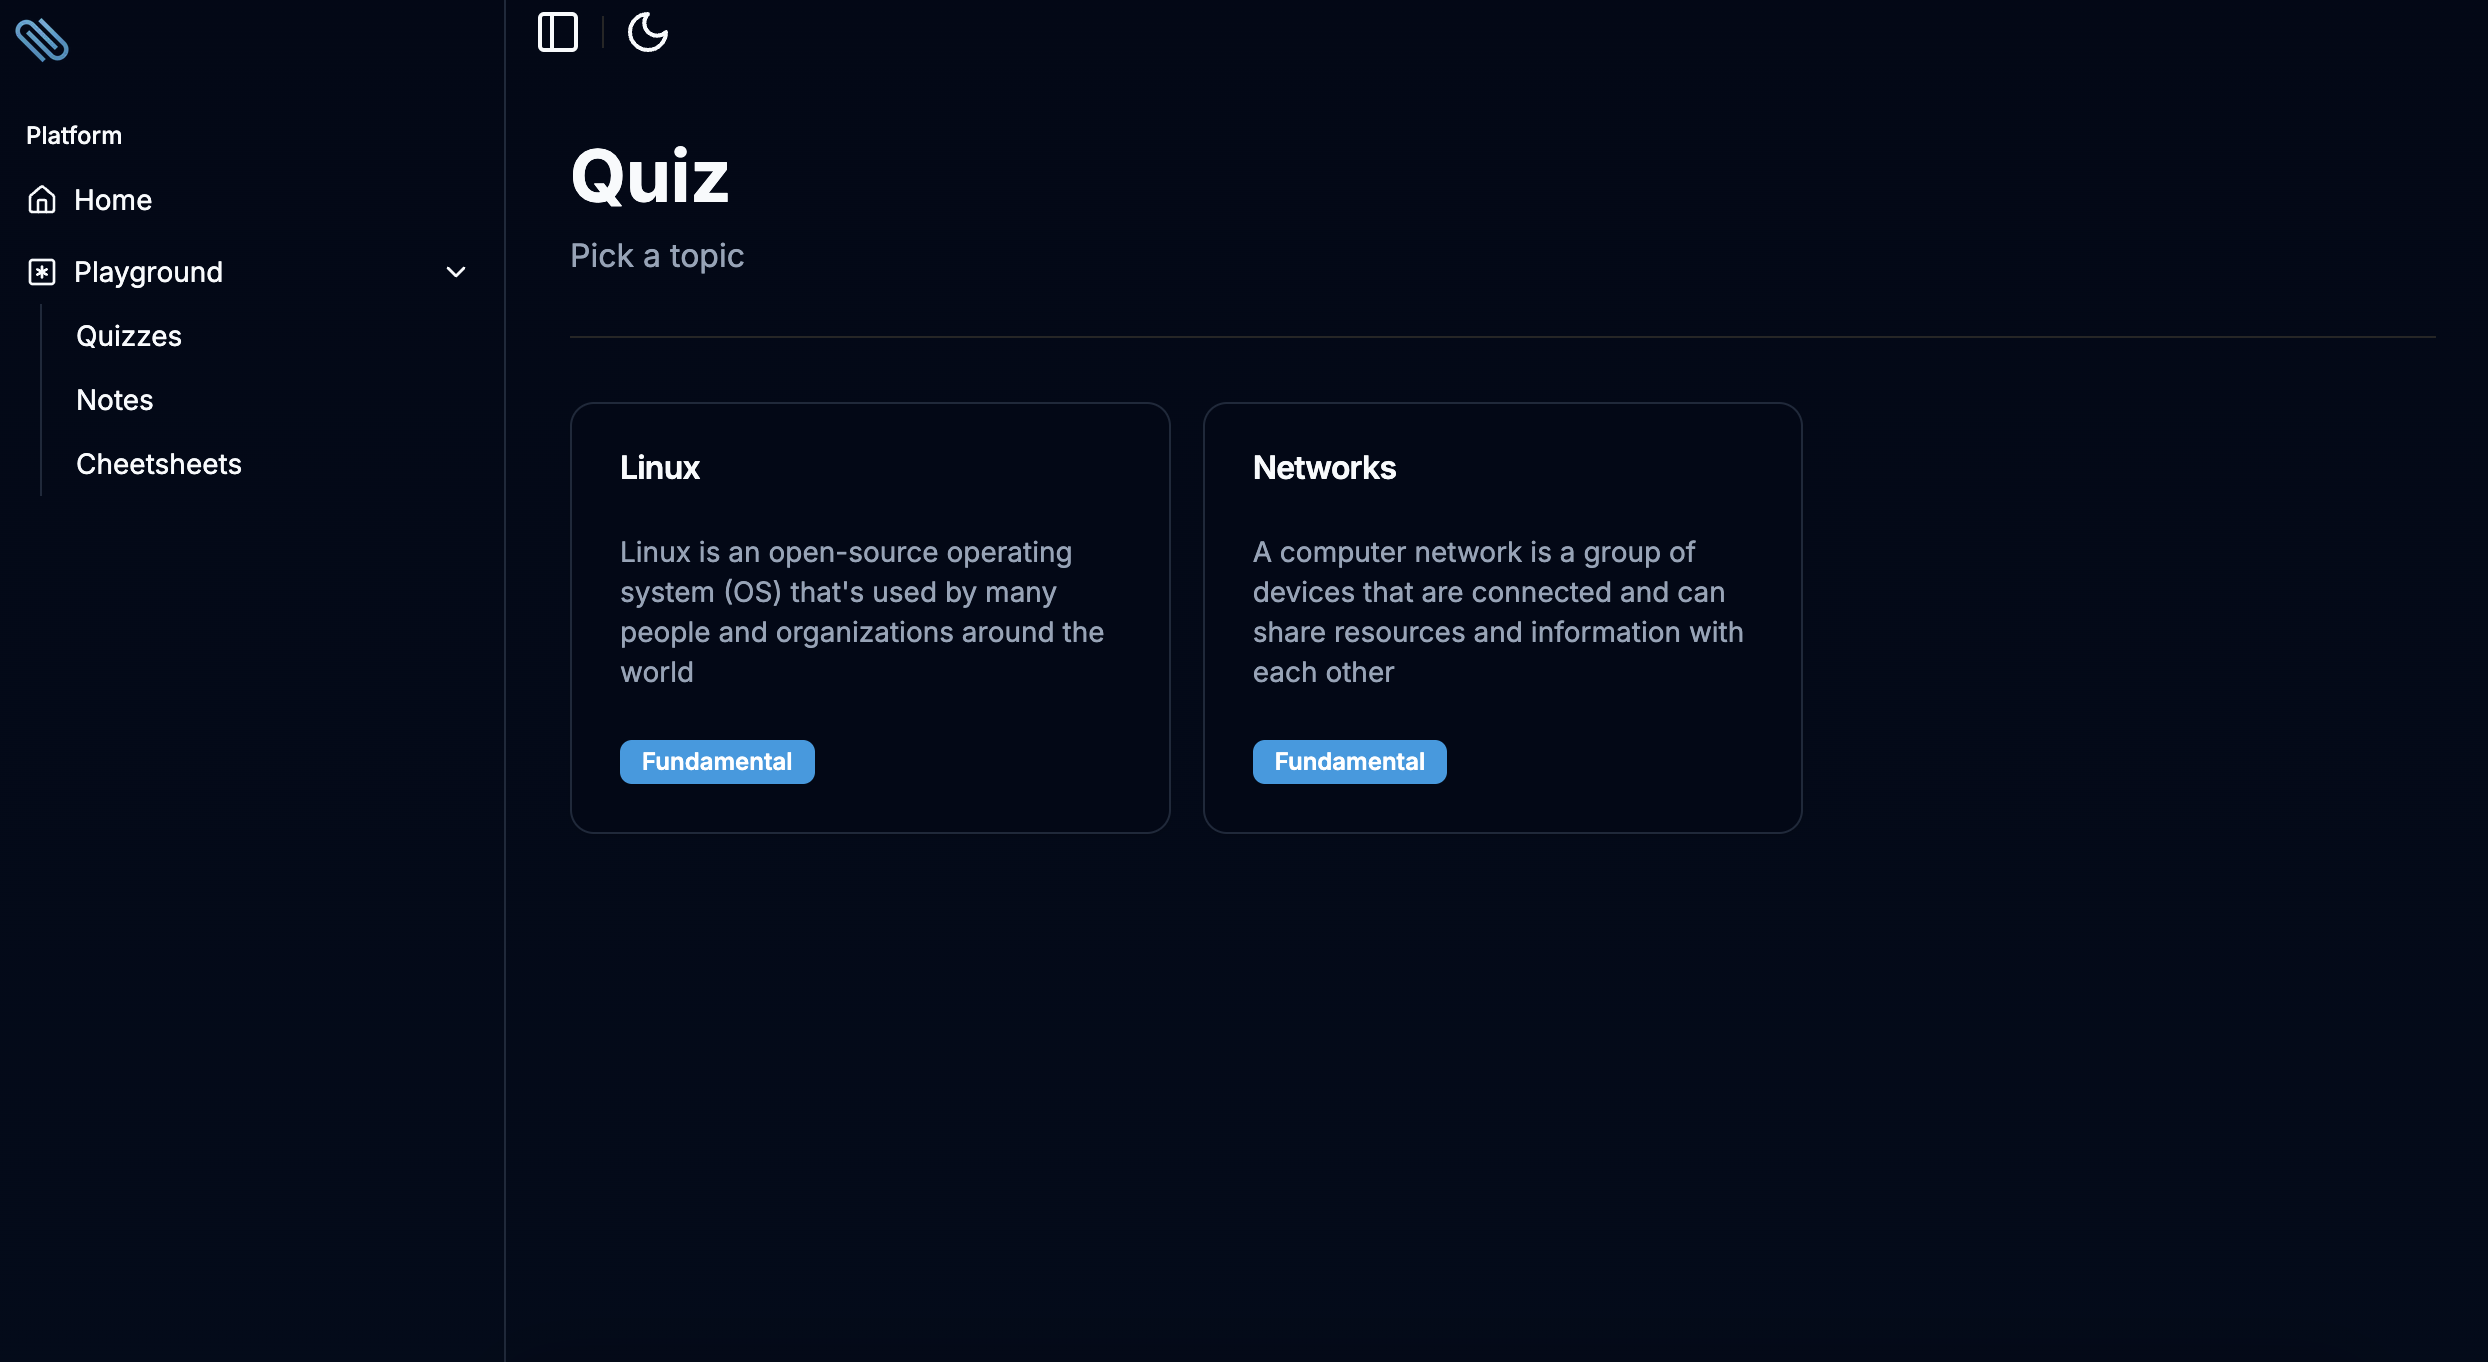 Platform
Home
Playground
Quizzes
Notes
Cheetsheets
Quiz
Pick a topic
Linux
Linux is an open-source operating
system (OS) that's used by many
people and organizations around the
world
Fundamental
Networks
A computer network is a group of
devices that are connected and can
share resources and information with
each other
Fundamental